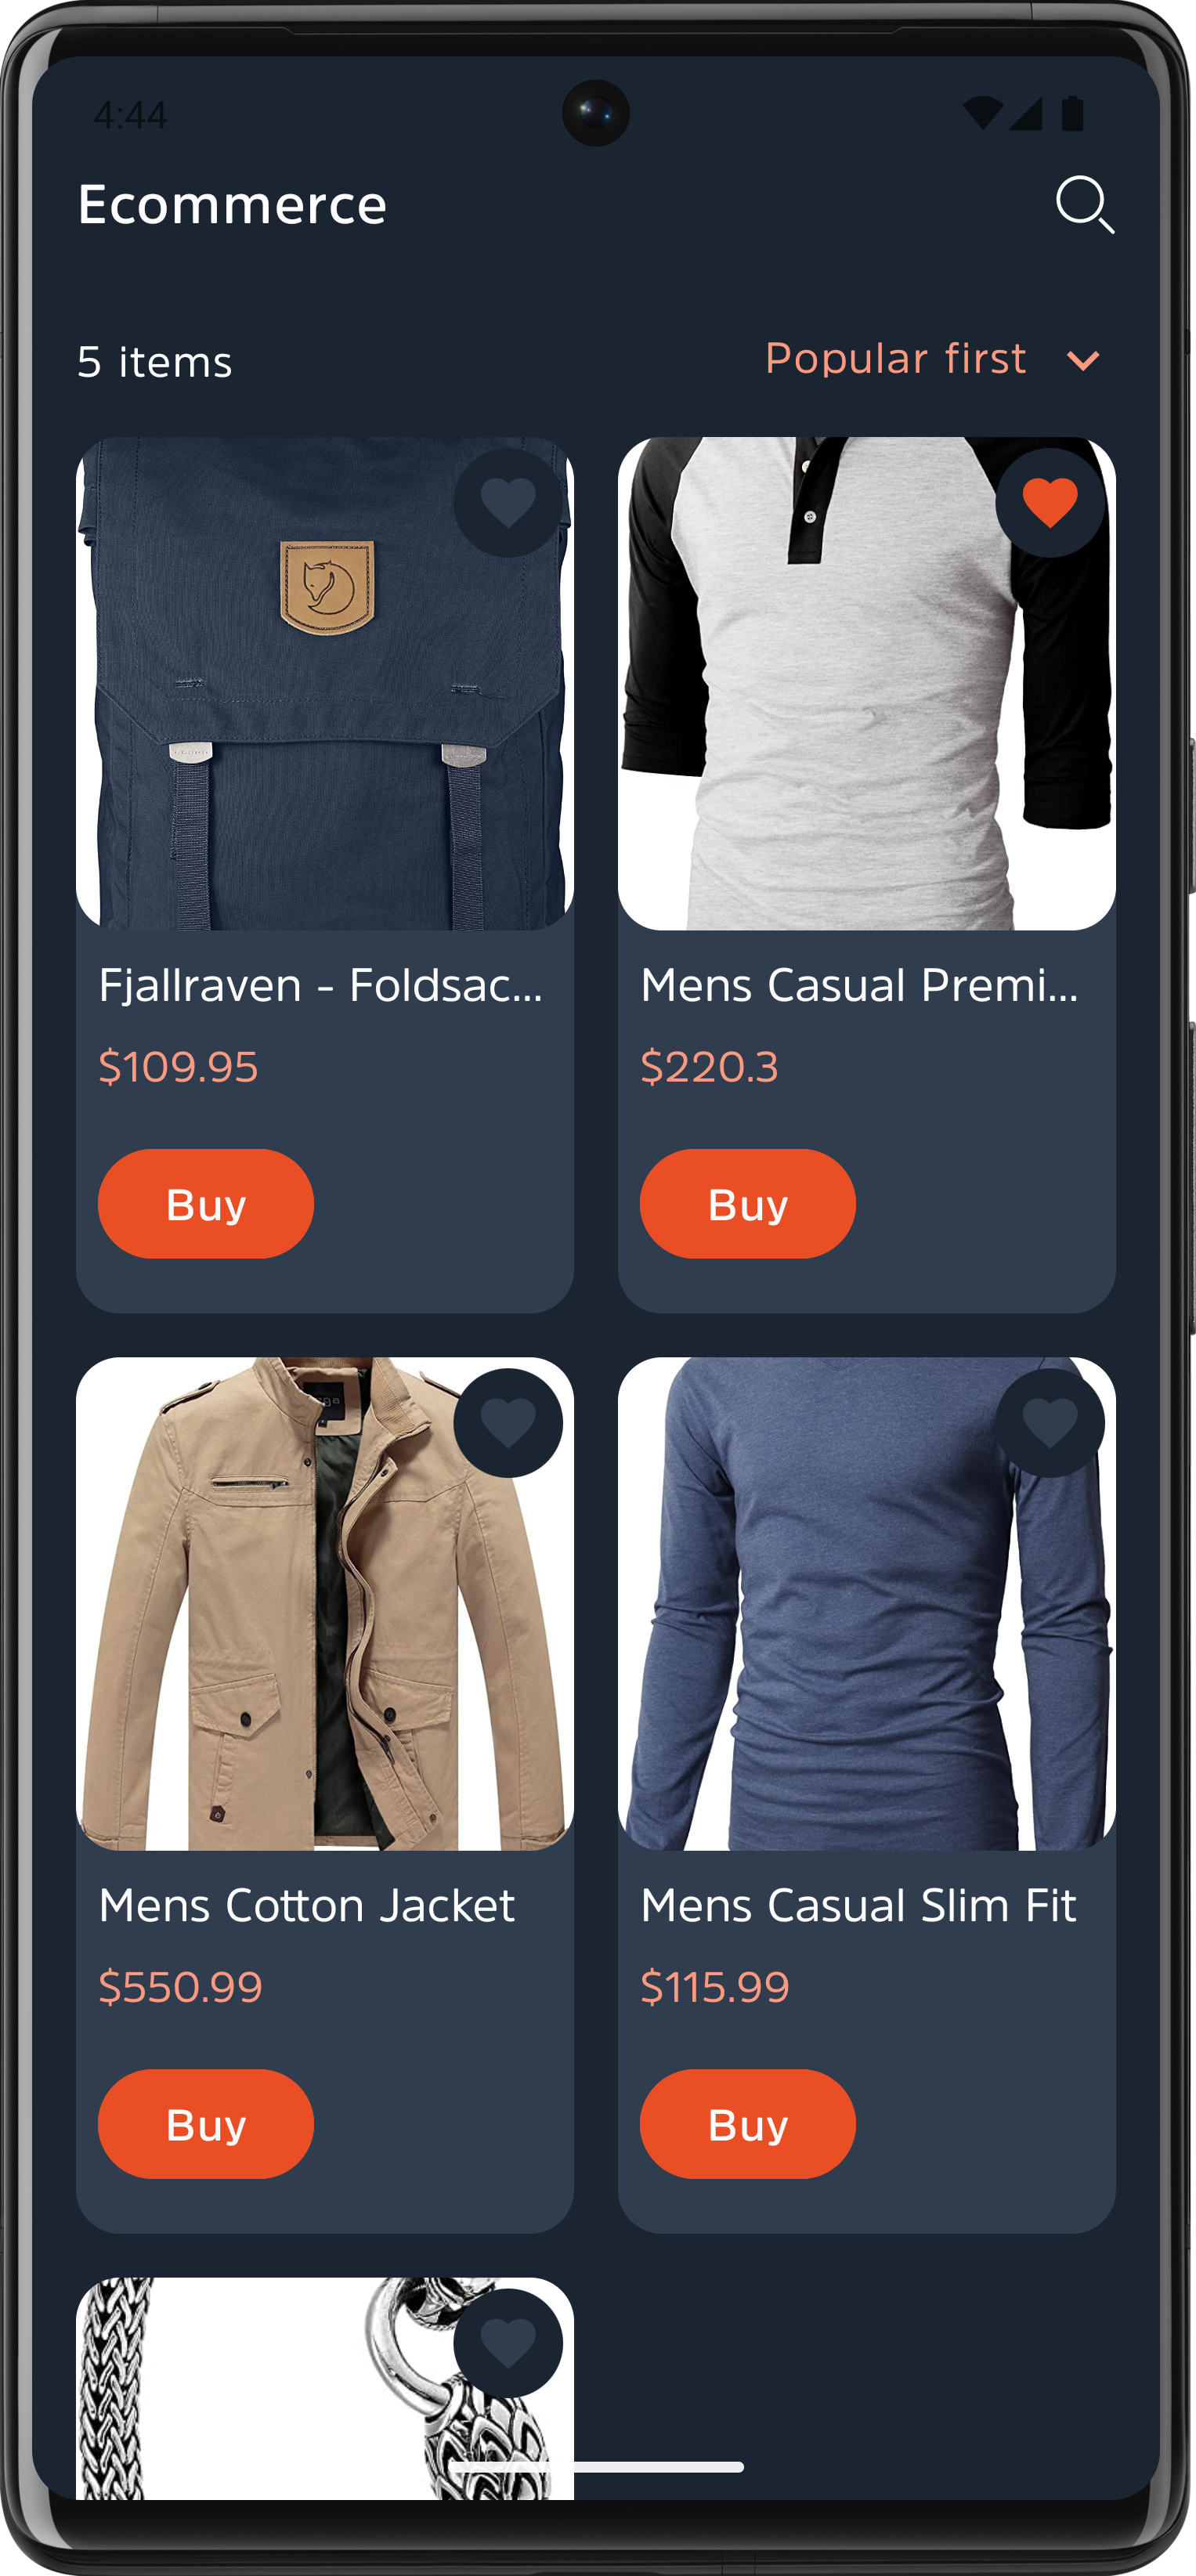 4:44
Ecommerce
5 items
Popular first
Fjallraven - Foldsac...
Mens Casual Premi...
$109.95
$220.3
Buy
Buy
Mens Cotton Jacket
Mens Casual Slim Fit
$550.99
$115.99
Buy
Buy